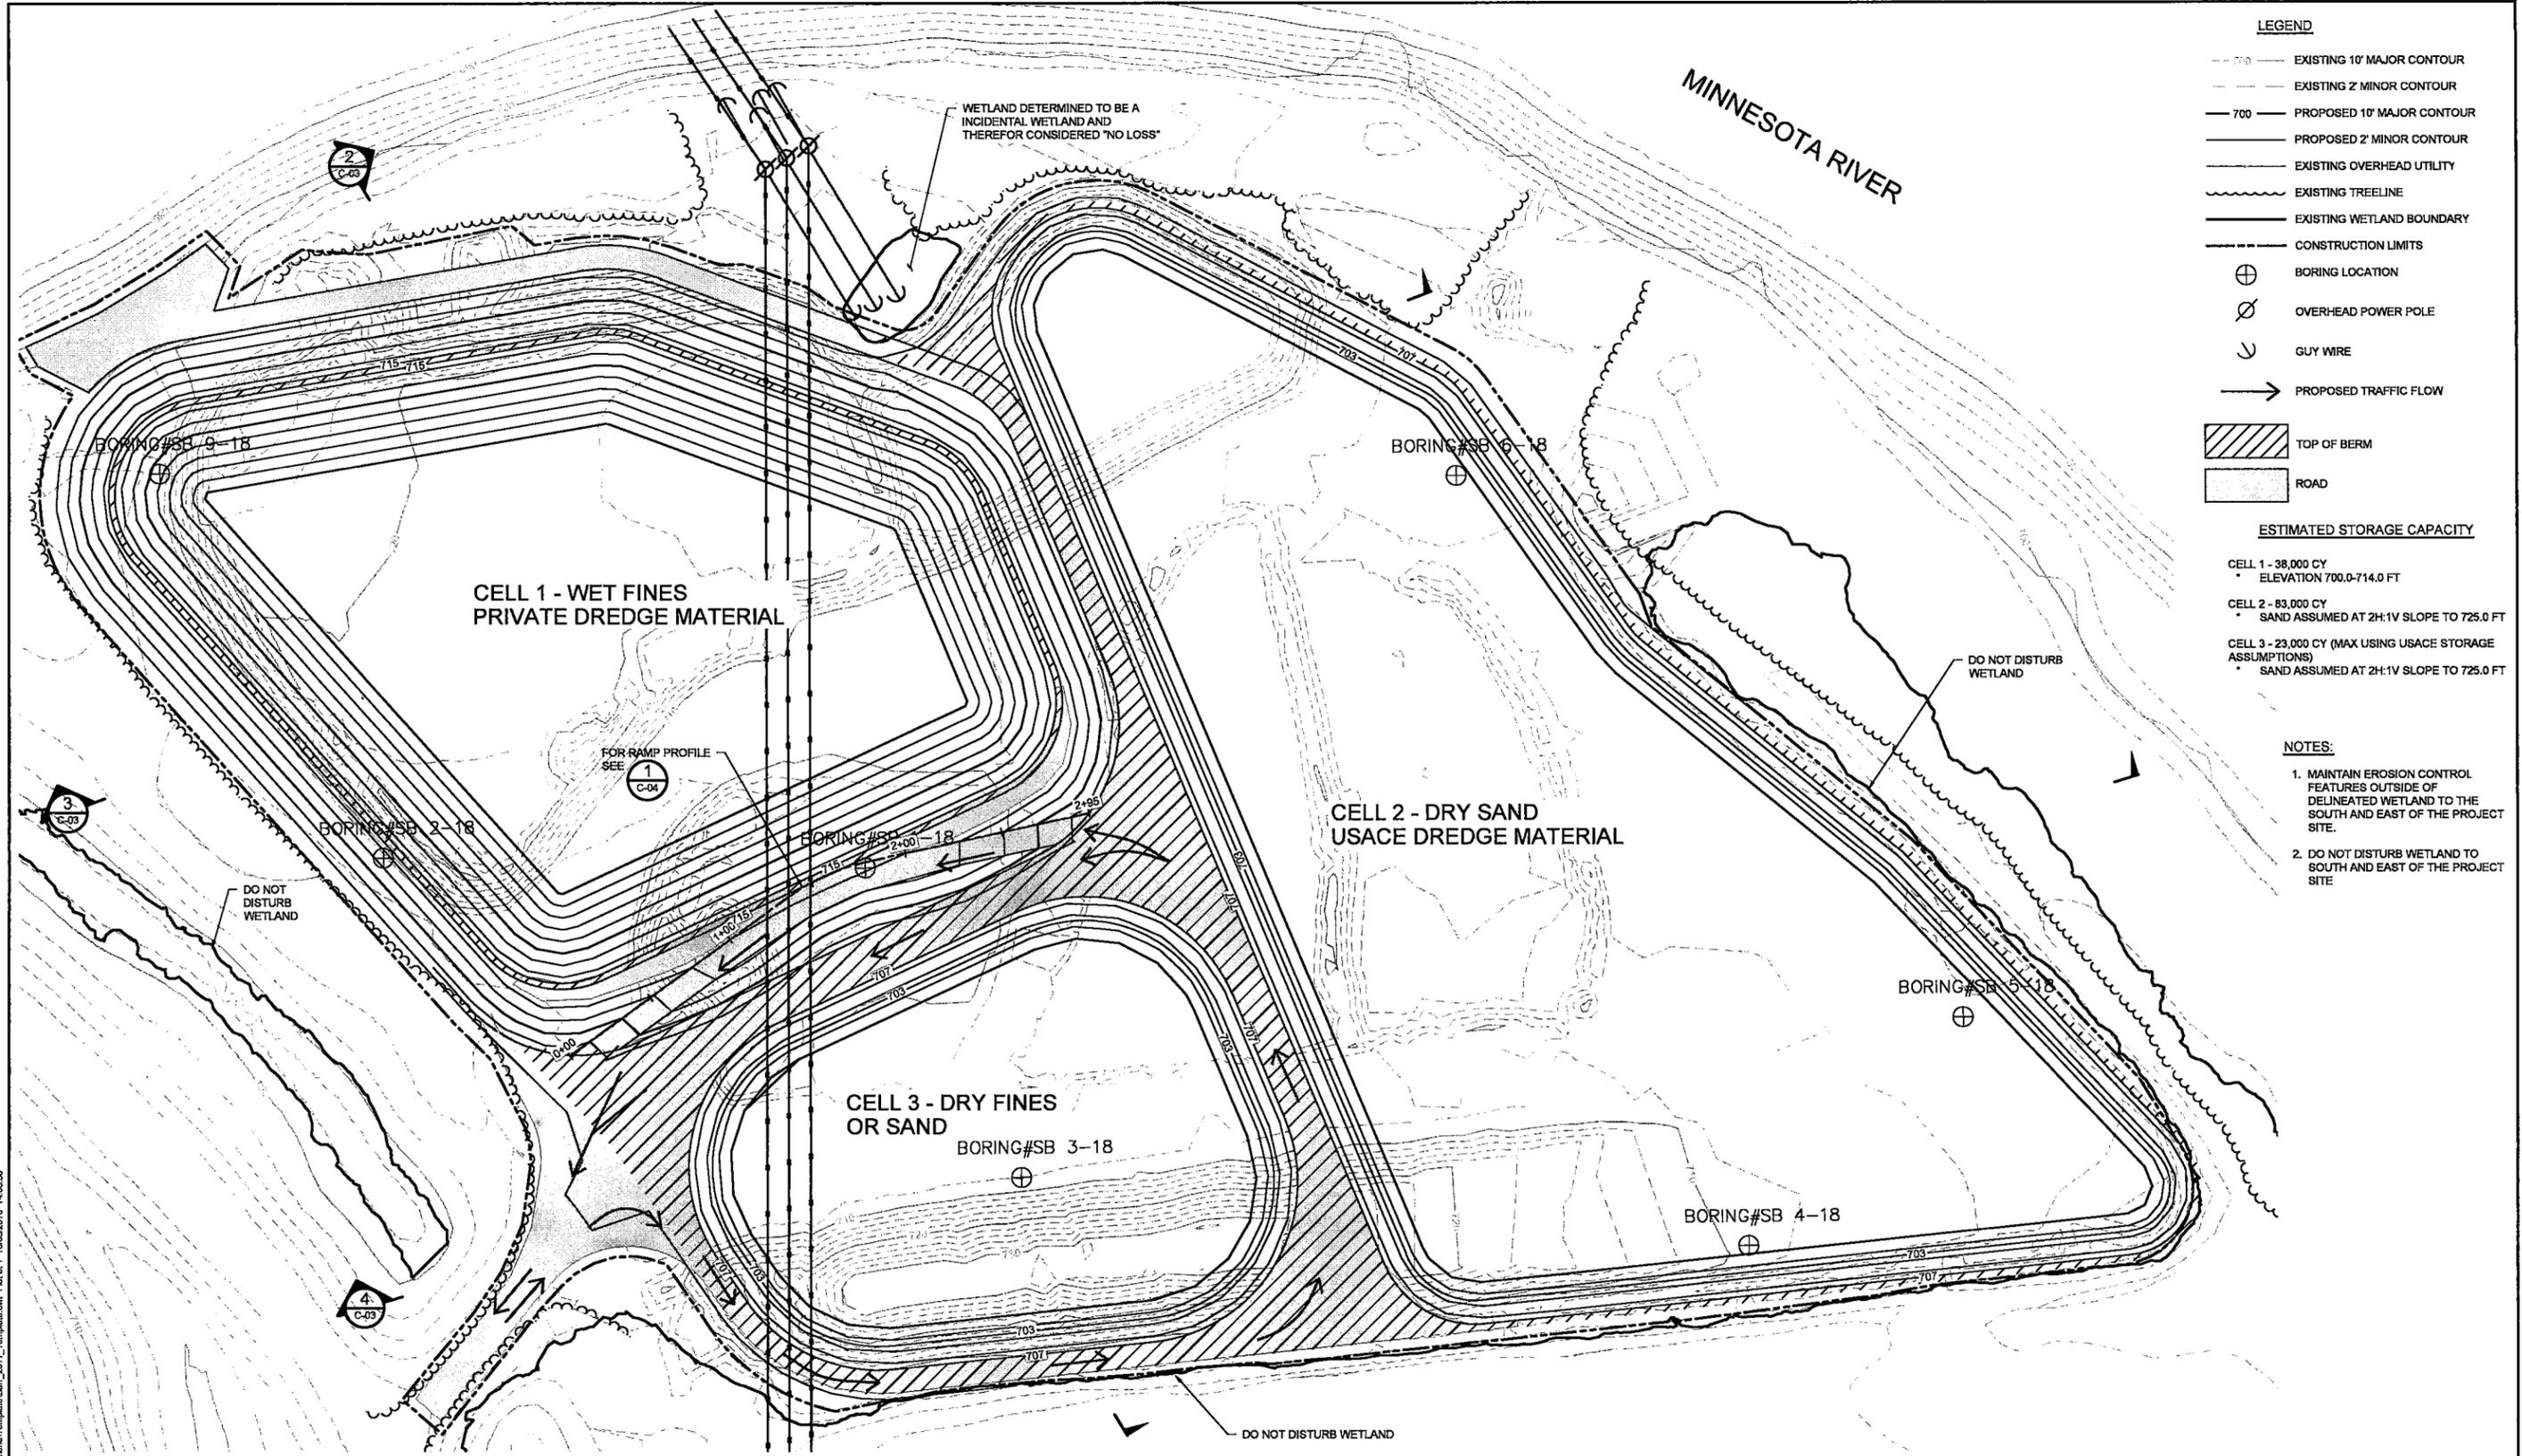 MINNESOTA RIVER
WETLAND DETERMINED TO BE A
INCIDENTAL WETLAND AND
THEREFOR CONSIDERED "NO LOSS"
2
C-03
715
715
703
707
BORING#SB 9-18
BORING#SB 6-18
CELL 1 - WET FINES
PRIVATE DREDGE MATERIAL
DO NOT DISTURB
WETLAND
FOR RAMP PROFILE
SEE
1
C-04
3
C-03
2+95
CELL 2 - DRY SAND
USACE DREDGE MATERIAL
BORING#SB 2-18
2+00
715
703
707
DO NOT
DISTURB
WETLAND
1+00
715
707
703
BORING#SB 5-18
0+00
703
707
CELL 3 - DRY FINES
OR SAND
BORING#SB 3-18
710
720
730
BORING#SB 4-18
703
707
707
703
4
C-03
703
707
DO NOT DISTURB WETLAND
LEGEND
700
EXISTING 10' MAJOR CONTOUR
EXISTING 2' MINOR CONTOUR
700
PROPOSED 10' MAJOR CONTOUR
PROPOSED 2' MINOR CONTOUR
EXISTING OVERHEAD UTILITY
EXISTING TREELINE
EXISTING WETLAND BOUNDARY
CONSTRUCTION LIMITS
BORING LOCATION
OVERHEAD POWER POLE
GUY WIRE
PROPOSED TRAFFIC FLOW
TOP OF BERM
ROAD
ESTIMATED STORAGE CAPACITY
CELL 1 - 38,000 CY
* ELEVATION 700.0-714.0 FT
CELL 2 - 83,000 CY
* SAND ASSUMED AT 2H:1V SLOPE TO 725.0 FT
CELL 3 - 23,000 CY (MAX USING USACE STORAGE
ASSUMPTIONS)
* SAND ASSUMED AT 2H:1V SLOPE TO 725.0 FT
NOTES:
1. MAINTAIN EROSION CONTROL
FEATURES OUTSIDE OF
DELINEATED WETLAND TO THE
SOUTH AND EAST OF THE PROJECT
SITE.
2. DO NOT DISTURB WETLAND TO
SOUTH AND EAST OF THE PROJECT
SITE